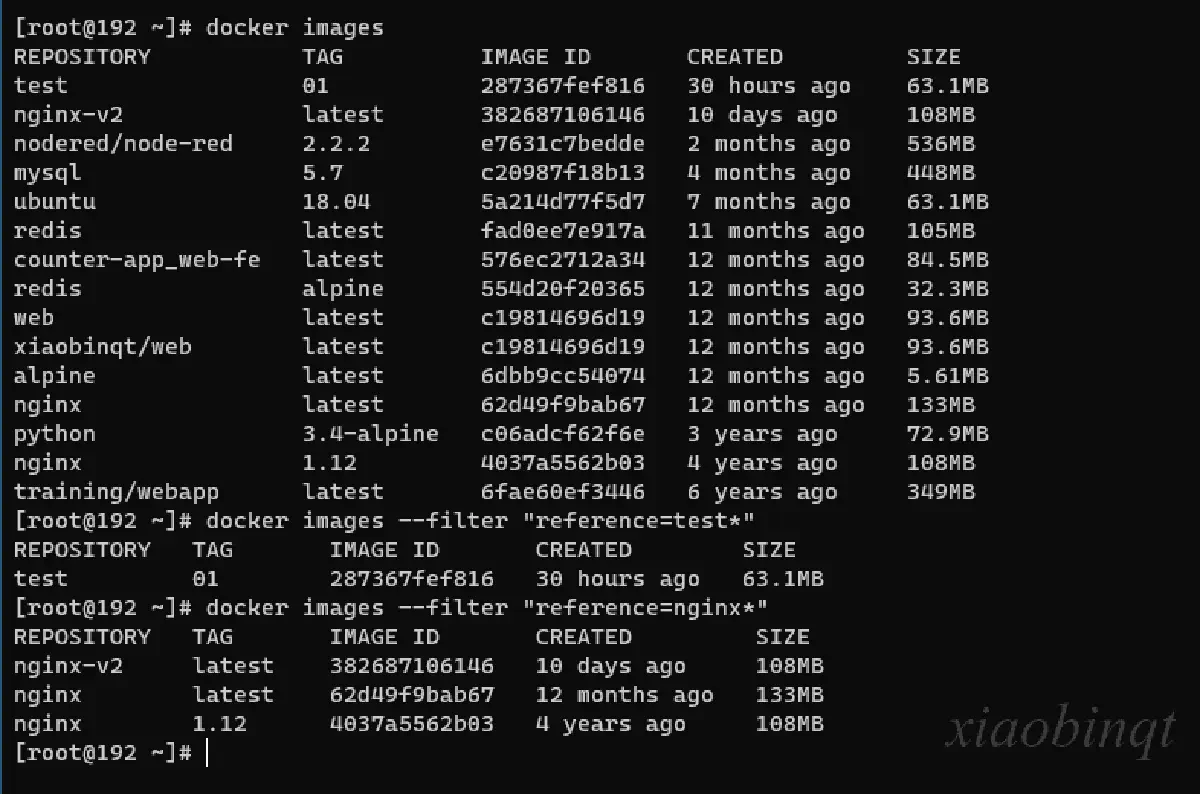 [root@192 ~]# docker images
REPOSITORY TAG IMAGE ID CREATED SIZE
test 01 287367fef816 30 hours ago 63.1MB
nginx-v2 latest 382687106146 10 days ago 108MB
nodered/node-red 2.2.2 e7631c7bedde 2 months ago 536MB
mysql 5.7 c20987f18b13 4 months ago 448MB
ubuntu 18.04 5a214d77f5d7 7 months ago 63.1MB
redis latest fad0ee7e917a 11 months ago 105MB
counter-app_web-fe latest 576ec2712a34 12 months ago 84.5MB
redis alpine 554d20f20365 12 months ago 32.3MB
web latest c19814696d19 12 months ago 93.6MB
xiaobinqt/web latest c19814696d19 12 months ago 93.6MB
alpine latest 6dbb9cc54074 12 months ago 5.61MB
nginx latest 62d49f9bab67 12 months ago 133MB
python 3.4-alpine c06adcf62f6e 3 years ago 72.9MB
nginx 1.12 4037a5562b03 4 years ago 108MB
training/webapp latest 6fae60ef3446 6 years ago 349MB
[root@192 ~]# docker images --filter "reference=test*"
REPOSITORY TAG IMAGE ID CREATED SIZE
test 01 287367fef816 30 hours ago 63.1MB
[root@192 ~]# docker images --filter "reference=nginx*"
REPOSITORY TAG IMAGE ID CREATED SIZE
nginx-v2 latest 382687106146 10 days ago 108MB
nginx latest 62d49f9bab67 12 months ago 133MB
nginx 1.12 4037a5562b03 4 years ago 108MB
[root@192 ~]#
xiaobinqt